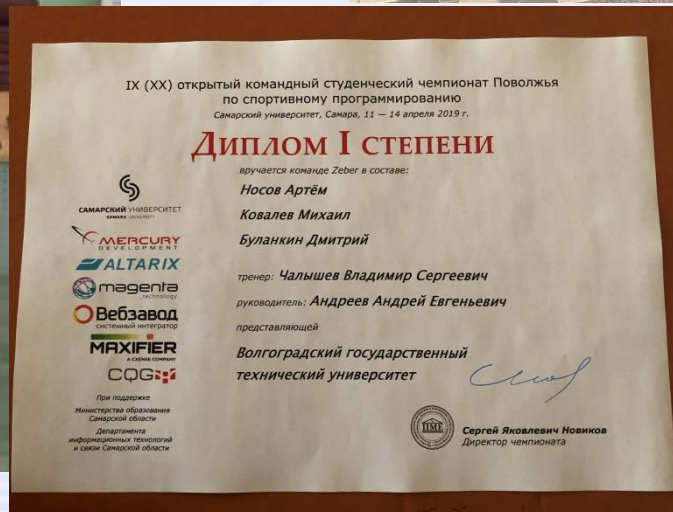 IX (XX) открытый командный студенческий чемпионат Поволжья
по спортивному программированию
Самарский университет, Самара, 11 — 14 апреля 2019 г.
Диплом I степени
вручается команде Zeber в составе:
Носов Артём
Ковалев Михаил
Буланкин Дмитрий
тренер: Чалышев Владимир Сергеевич
руководитель: Андреев Андрей Евгеньевич
представляющей
Волгоградский государственный
технический университет
САМАРСКИЙ УНИВЕРСИТЕТ
SAMARA UNIVERSITY
MERCURY
DEVELOPMENT
ALTARIX
magenta
technology
Вебзавод
системный интегратор
MAXIFIER
A CXENSE COMPANY
CQG
При поддержке
Министерства образования
Самарской области
Департамента
информационных технологий
и связи Самарской области
Сергей Яковлевич Новиков
Директор чемпионата